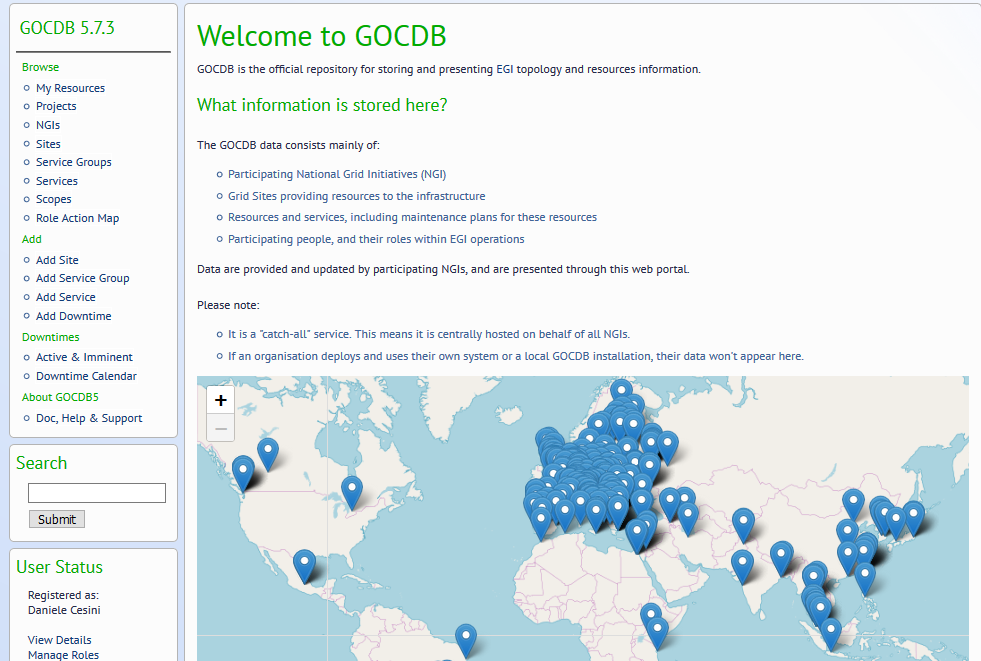 GOCDB 5.7.3
Browse
My Resources
Projects
NGIs
Sites
Service Groups
Services
Scopes
Role Action Map
Add
Add Site
Add Service Group
Add Service
Add Downtime
Downtimes
Active & Imminent
Downtime Calendar
About GOCDB5
Doc, Help & Support
Search
Submit
User Status
Registered as:
Daniele Cesini
View Details
Manage Roles
Welcome to GOCDB
GOCDB is the official repository for storing and presenting EGI topology and resources information.
What information is stored here?
The GOCDB data consists mainly of:
Participating National Grid Initiatives (NGI)
Grid Sites providing resources to the infrastructure
Resources and services, including maintenance plans for these resources
Participating people, and their roles within EGI operations
Data are provided and updated by participating NGIs, and are presented through this web portal.
Please note:
It is a "catch-all" service. This means it is centrally hosted on behalf of all NGIs.
If an organisation deploys and uses their own system or a local GOCDB installation, their data won't appear here.
+
−